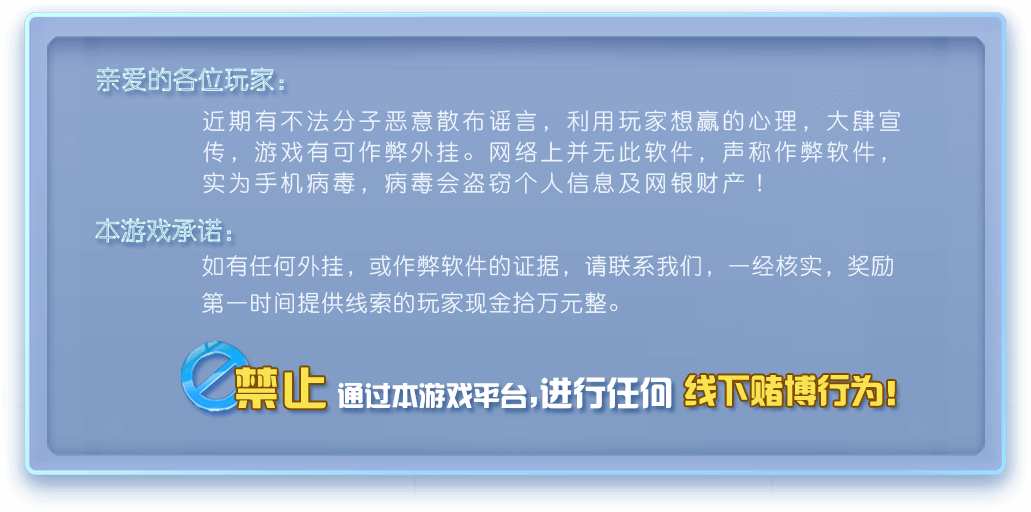 亲爱的各位玩家：
近期有不法分子恶意散布谣言，利用玩家想赢的心理，大肆宣
传，游戏有可作弊外挂。网络上并无此软件，声称作弊软件，
实为手机病毒，病毒会盗窃个人信息及网银财产！
本游戏承诺：
如有任何外挂，或作弊软件的证据，请联系我们，一经核实，奖励
第一时间提供线索的玩家现金拾万元整。
禁止 通过本游戏平台,进行任何 线下赌博行为!